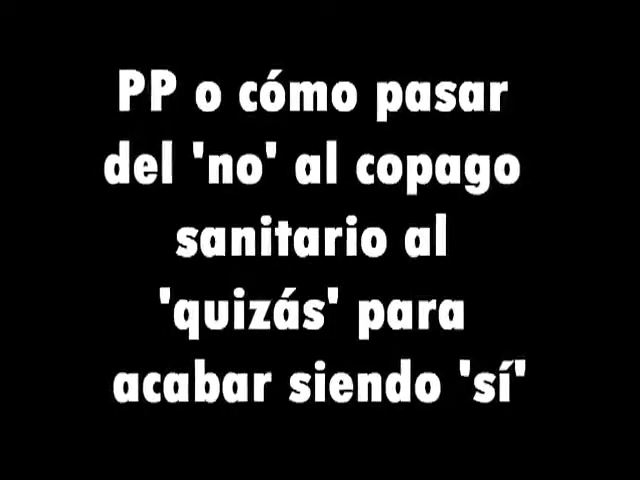 PP o cómo pasar
del 'no' al copago
sanitario al
'quizás' para
acabar siendo 'sí'